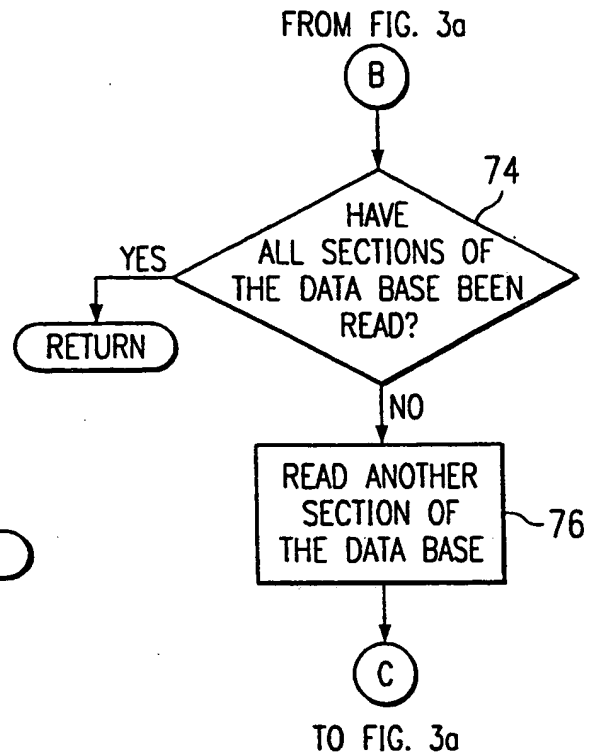 FROM FIG. 3a
B
74
HAVE
ALL SECTIONS OF
THE DATA BASE BEEN
READ?
YES
RETURN
NO
READ ANOTHER
SECTION OF
THE DATA BASE
76
C
TO FIG. 3a